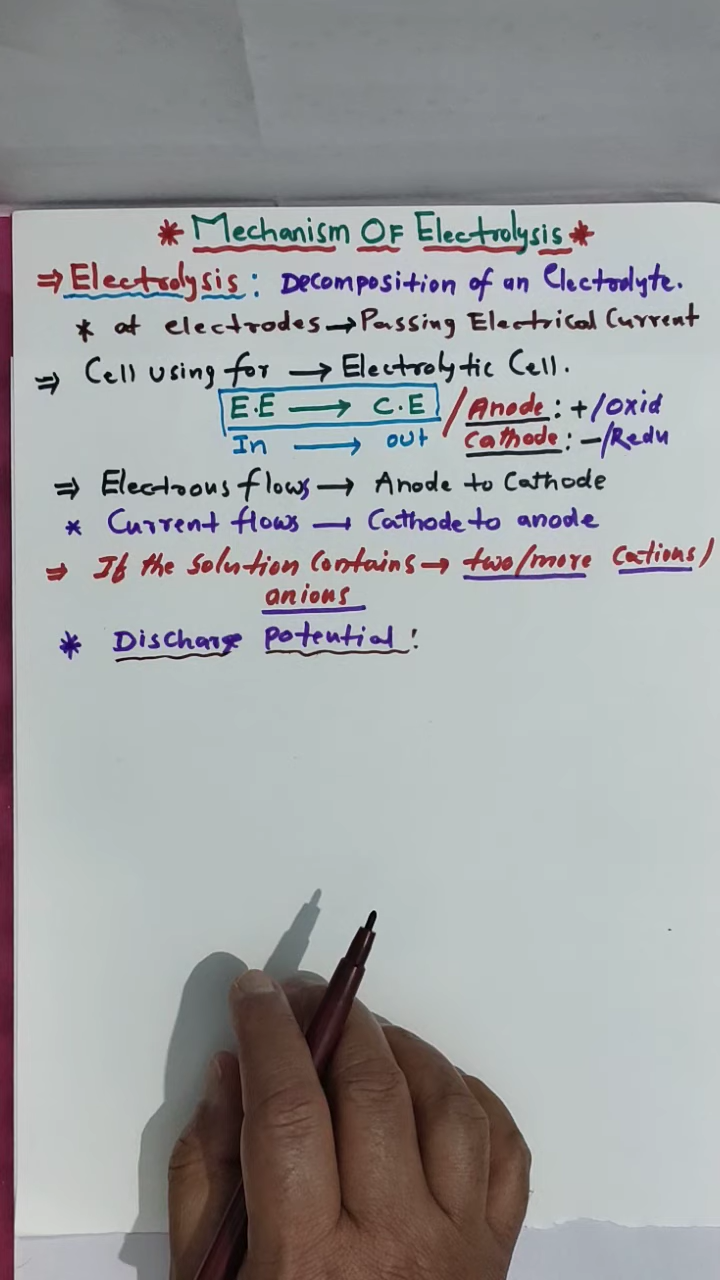 * Mechanism OF Electrolysis *
⇒ Electrolysis: Decomposition of an Electrolyte.
* at electrodes → Passing Electrical Current
⇒ Cell using for → Electrolytic Cell.
E.E → C.E / Anode: + / Oxid
In → out Cathode: − / Redu
⇒ Electrons flows → Anode to Cathode
* Current flows → Cathode to anode
⇒ If the Solution Contains → two/more Cations /
anions
* Discharge potential: